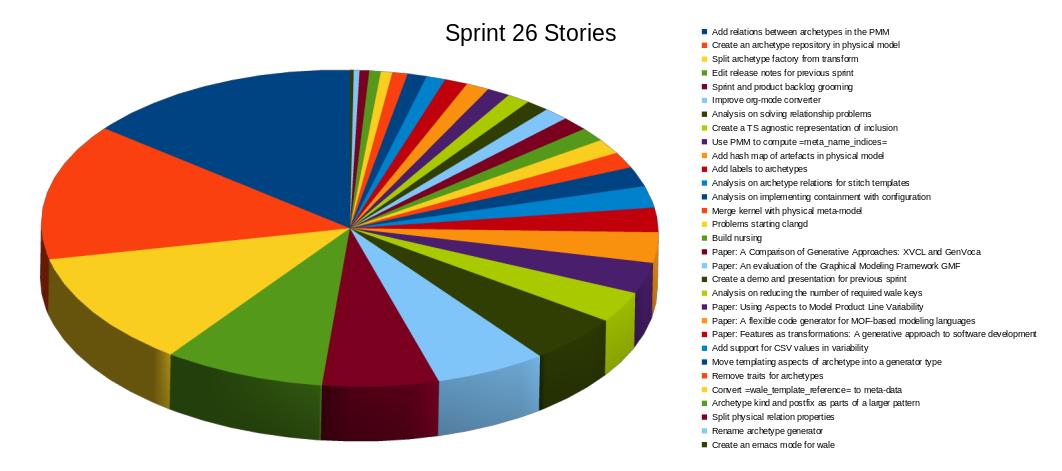 Sprint 26 Stories
Add relations between archetypes in the PMM
Create an archetype repository in physical model
Split archetype factory from transform
Edit release notes for previous sprint
Sprint and product backlog grooming
Improve org-mode converter
Analysis on solving relationship problems
Create a TS agnostic representation of inclusion
Use PMM to compute =meta_name_indices=
Add hash map of artefacts in physical model
Add labels to archetypes
Analysis on archetype relations for stitch templates
Analysis on implementing containment with configuration
Merge kernel with physical meta-model
Problems starting clangd
Build nursing
Paper: A Comparison of Generative Approaches: XVCL and GenVoca
Paper: An evaluation of the Graphical Modeling Framework GMF
Create a demo and presentation for previous sprint
Analysis on reducing the number of required wale keys
Paper: Using Aspects to Model Product Line Variability
Paper: A flexible code generator for MOF-based modeling languages
Paper: Features as transformations: A generative approach to software development
Add support for CSV values in variability
Move templating aspects of archetype into a generator type
Remove traits for archetypes
Convert =wale_template_reference= to meta-data
Archetype kind and postfix as parts of a larger pattern
Split physical relation properties
Rename archetype generator
Create an emacs mode for wale